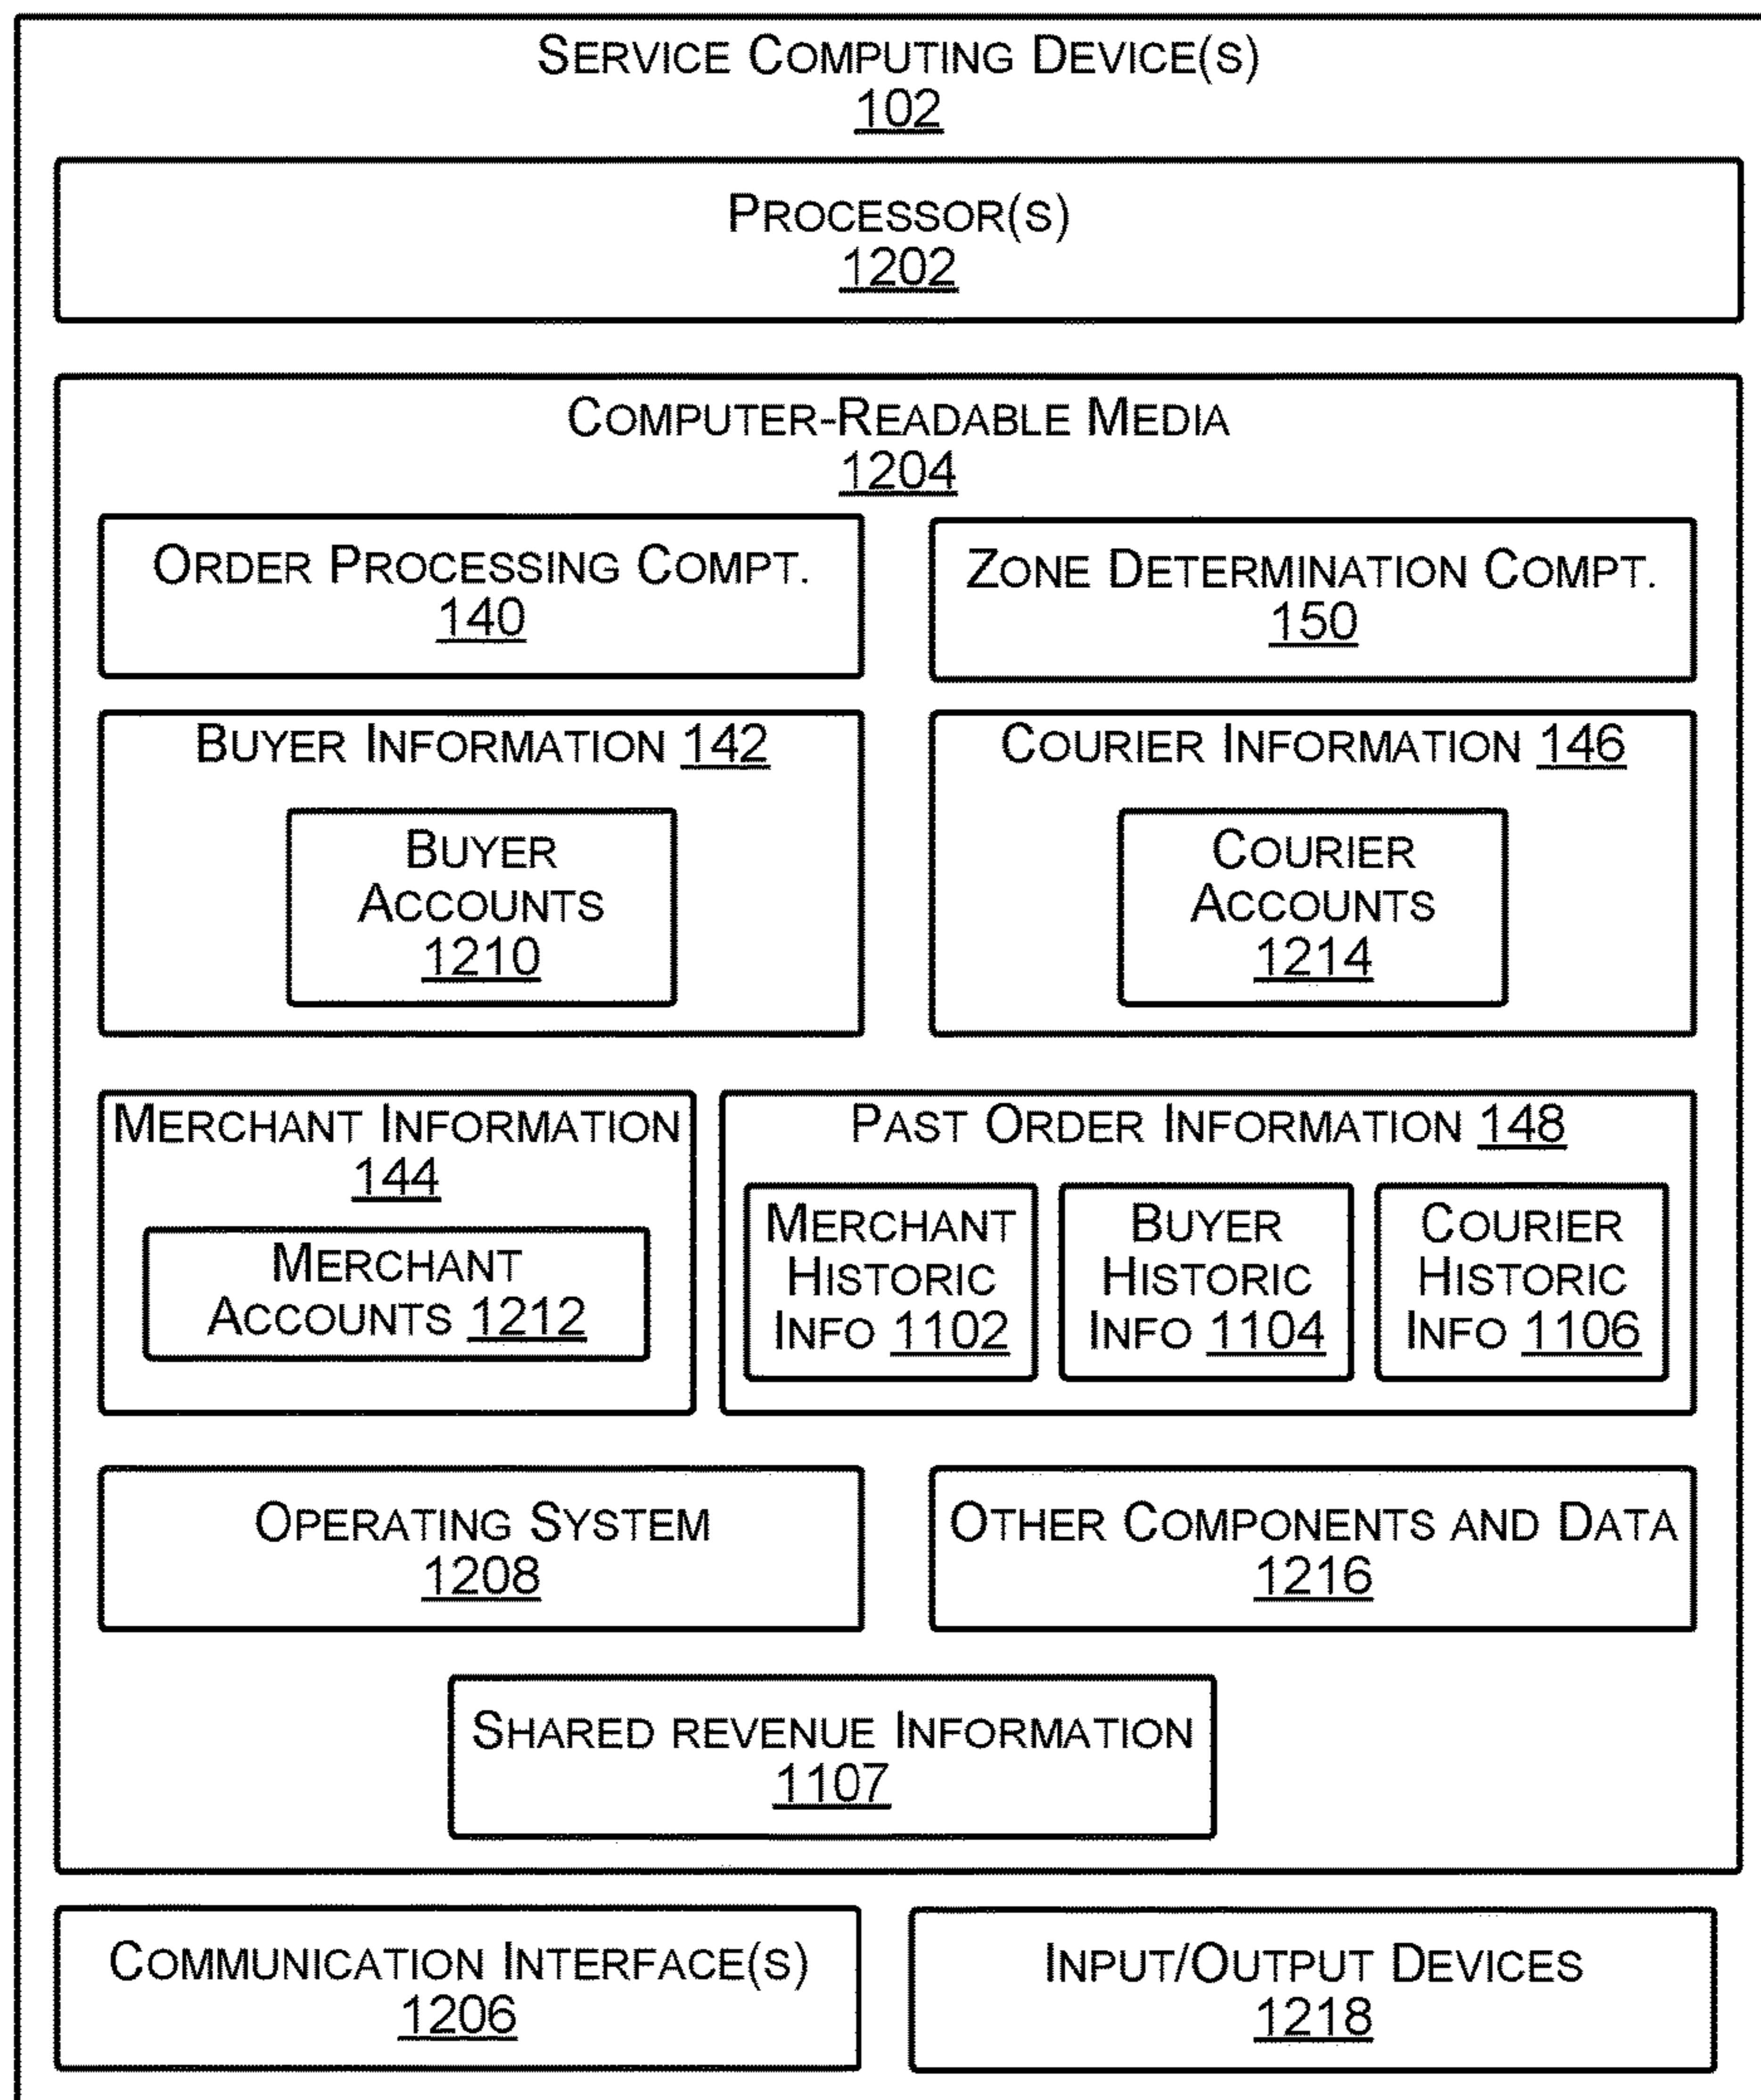 SERVICE COMPUTING DEVICE(S)
102
PROCESSOR(S)
1202
COMPUTER-READABLE MEDIA
1204
ORDER PROCESSING COMPT.
140
ZONE DETERMINATION COMPT.
150
BUYER INFORMATION 142
BUYER
ACCOUNTS
1210
COURIER INFORMATION 146
COURIER
ACCOUNTS
1214
MERCHANT INFORMATION
144
MERCHANT
ACCOUNTS 1212
PAST ORDER INFORMATION 148
MERCHANT
HISTORIC
INFO 1102
BUYER
HISTORIC
INFO 1104
COURIER
HISTORIC
INFO 1106
OPERATING SYSTEM
1208
OTHER COMPONENTS AND DATA
1216
SHARED REVENUE INFORMATION
1107
COMMUNICATION INTERFACE(S)
1206
INPUT/OUTPUT DEVICES
1218